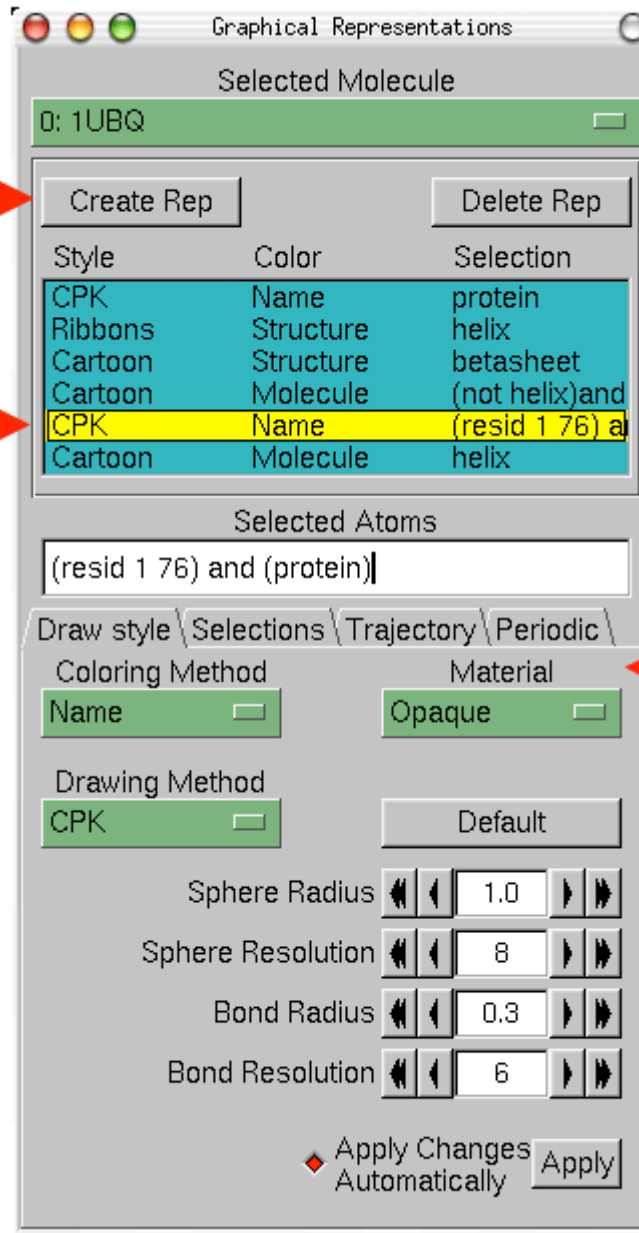 Graphical Representations
Selected Molecule
0: 1UBQ
Create Rep Delete Rep
Style Color Selection
CPK Name protein
Ribbons Structure helix
Cartoon Structure betasheet
Cartoon Molecule (not helix)and
CPK Name (resid 1 76) a
Cartoon Molecule helix
Selected Atoms
(resid 1 76) and (protein)
Draw style Selections Trajectory Periodic
Coloring Method Material
Name Opaque
Drawing Method
CPK Default
Sphere Radius 1.0
Sphere Resolution 8
Bond Radius 0.3
Bond Resolution 6
Apply Changes
Automatically Apply